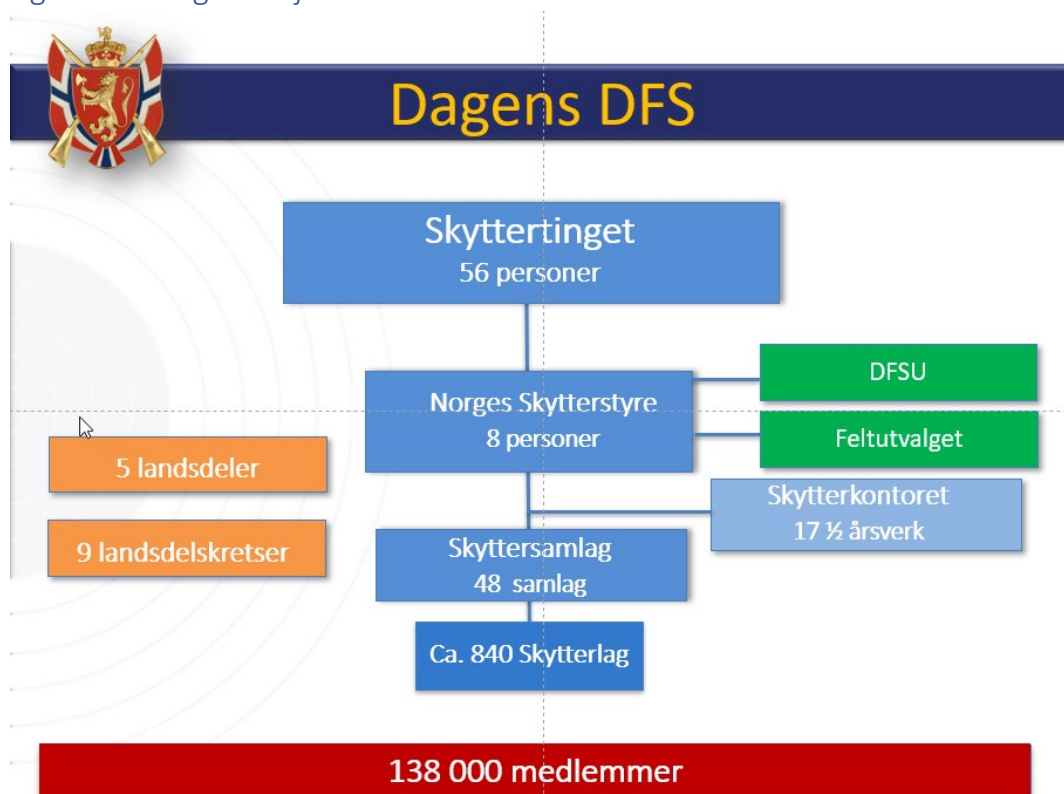 Dagens DFS
Skyttertinget
56 personer
Norges Skytterstyre
8 personer
DFSU
Feltutvalget
5 landsdeler
9 landsdelskretser
Skytterkontoret
17 ½ årsverk
Skyttersamlag
48 samlag
Ca. 840 Skytterlag
138 000 medlemmer